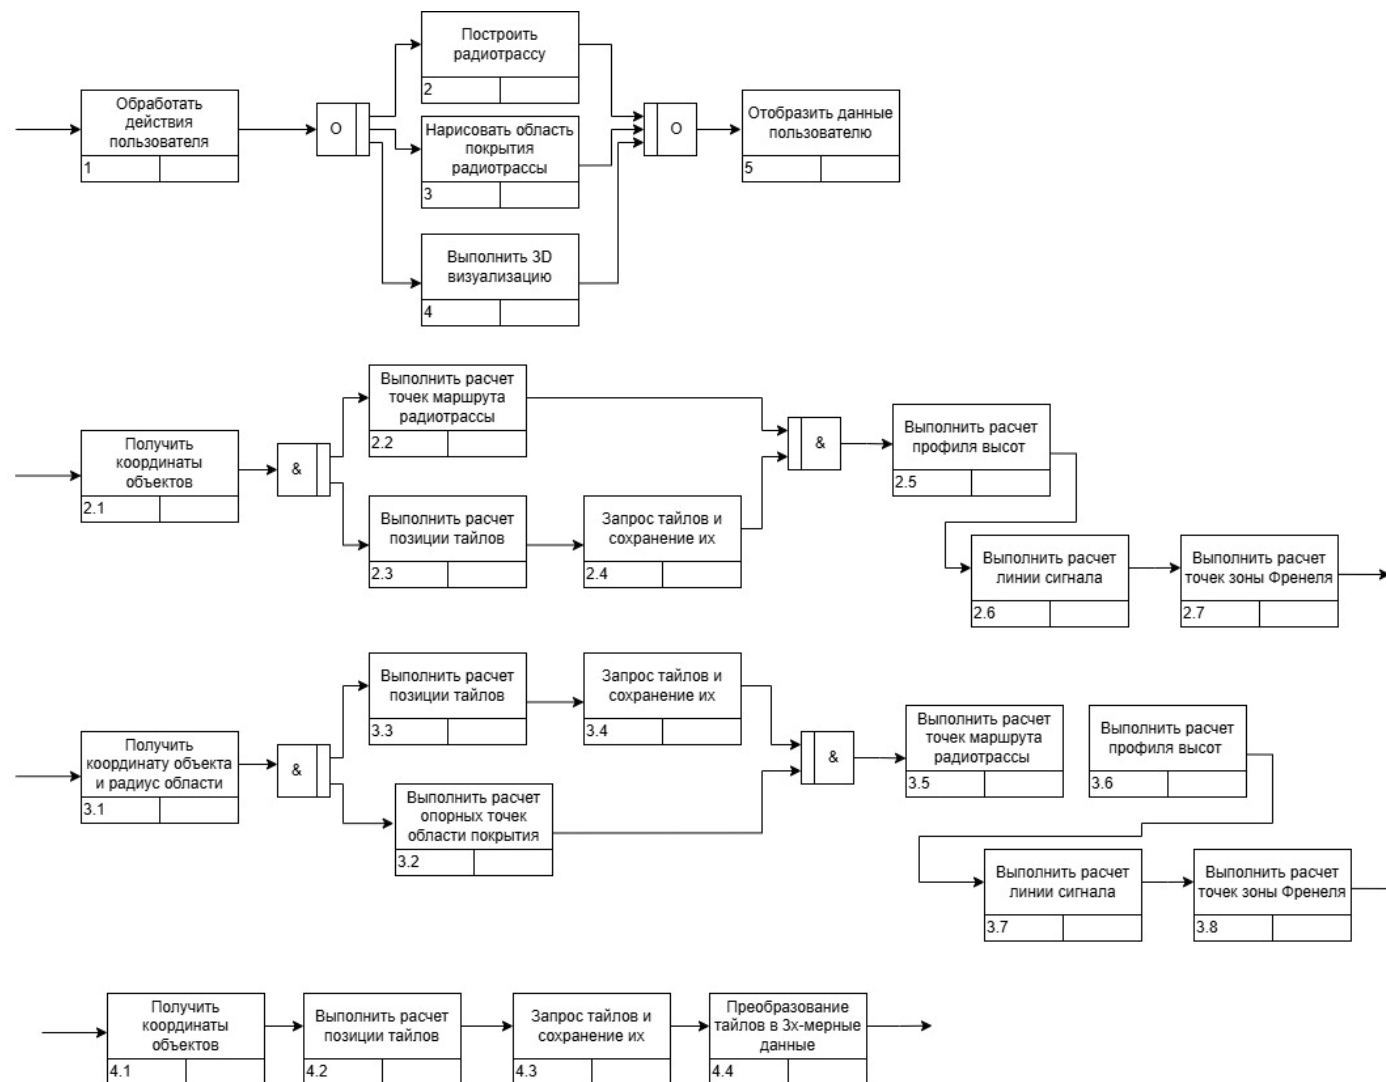 Обработать
действия
пользователя
1
O
Построить
радиотрассу
2
Нарисовать область
покрытия
радиотрассы
3
Выполнить 3D
визуализацию
4
O
Отобразить данные
пользователю
5
Получить
координаты
объектов
2.1
&
Выполнить расчет
точек маршрута
радиотрассы
2.2
Выполнить расчет
позиции тайлов
2.3
Запрос тайлов и
сохранение их
2.4
&
Выполнить расчет
профиля высот
2.5
Выполнить расчет
линии сигнала
2.6
Выполнить расчет
точек зоны Френеля
2.7
Получить
координату объекта
и радиус области
3.1
&
Выполнить расчет
позиции тайлов
3.3
Запрос тайлов и
сохранение их
3.4
Выполнить расчет
опорных точек
области покрытия
3.2
&
Выполнить расчет
точек маршрута
радиотрассы
3.5
Выполнить расчет
профиля высот
3.6
Выполнить расчет
линии сигнала
3.7
Выполнить расчет
точек зоны Френеля
3.8
Получить
координаты
объектов
4.1
Выполнить расчет
позиции тайлов
4.2
Запрос тайлов и
сохранение их
4.3
Преобразование
тайлов в 3х-мерные
данные
4.4